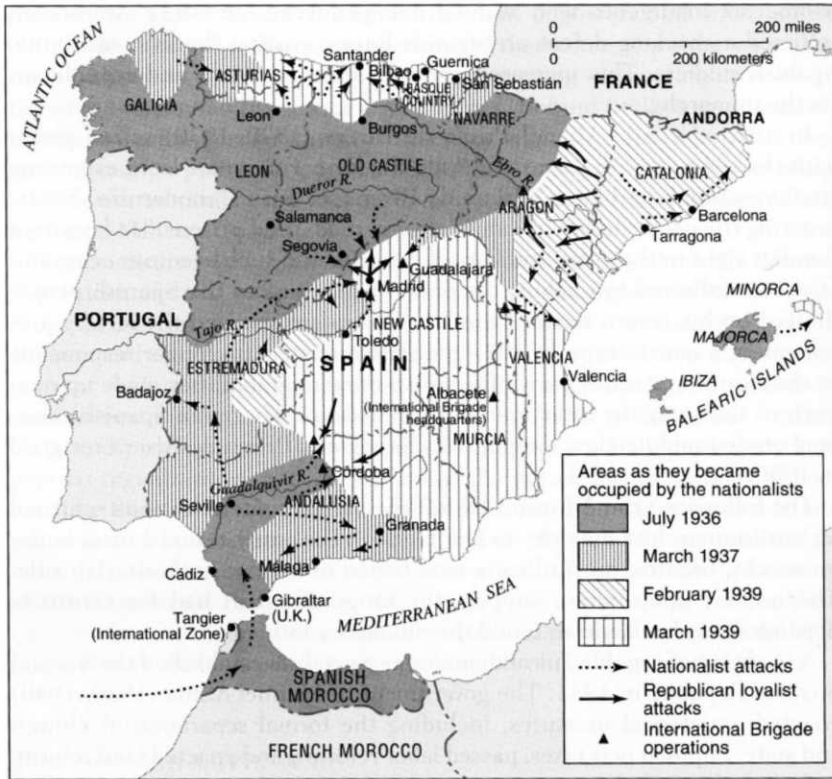 0 200 miles
0 200 kilometers
ATLANTIC OCEAN
FRANCE
ANDORRA
ASTURIAS
Santander
Bilbao
Guernica
BASQUE
COUNTRY
San Sebastián
GALICIA
Leon
Burgos
NAVARRE
LEON
OLD CASTILE
Dueror R.
Ebro R.
CATALONIA
ARAGON
Barcelona
Tarragona
Salamanca
Segovia
Guadalajara
Madrid
MINORCA
MAJORCA
IBIZA
BALEARIC ISLANDS
PORTUGAL
Tajo R.
Toledo
NEW CASTILE
ESTREMADURA
SPAIN
VALENCIA
Valencia
Badajoz
Albacete
(International Brigade
headquarters)
MURCIA
Córdoba
Guadalquivir R.
ANDALUSIA
Seville
Granada
Málaga
Cádiz
Gibraltar
(U.K.)
Tangier
(International Zone)
MEDITERRANEAN SEA
SPANISH
MOROCCO
FRENCH MOROCCO
Areas as they became
occupied by the nationalists
July 1936
March 1937
February 1939
March 1939
Nationalist attacks
Republican loyalist
attacks
International Brigade
operations